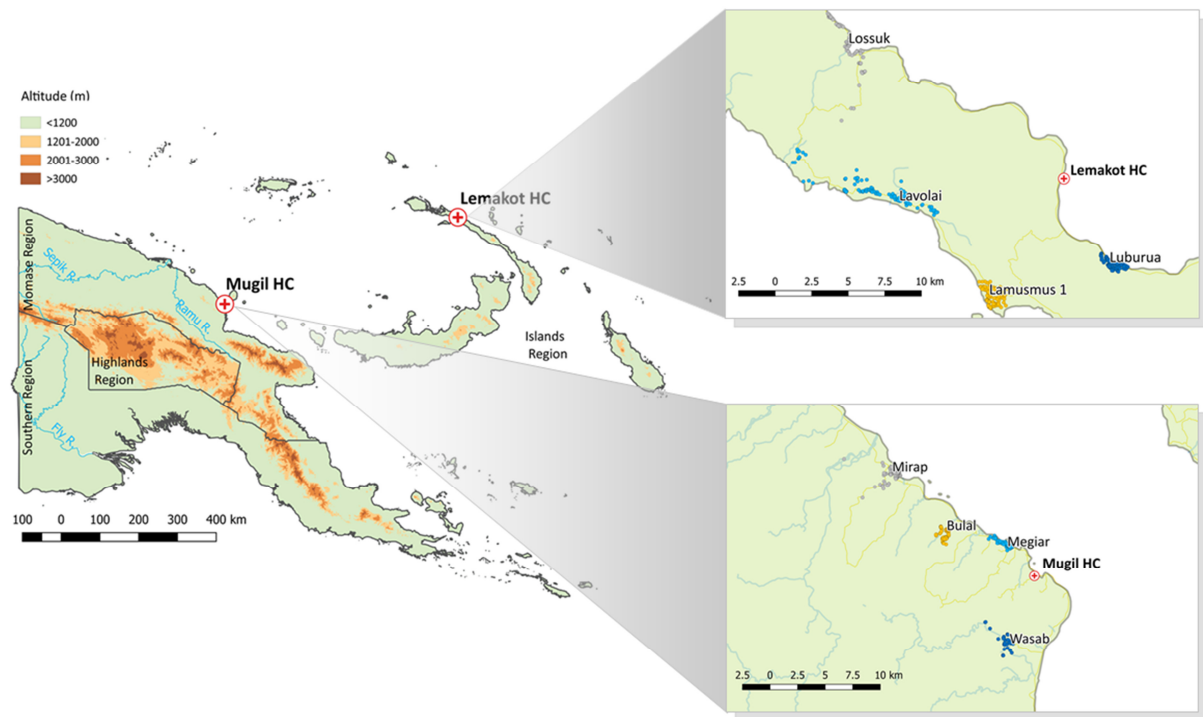 Altitude (m)
<1200
1201-2000
2001-3000
>3000
Lemakot HC
Momase Region
Sepik R.
Mugil HC
Ramu R.
Islands
Region
Highlands
Region
Southern Region
Fly R.
100 0 100 200 300 400 km
Lossuk
Lemakot HC
Lavolai
Luburua
Lamusmus 1
2.5 0 2.5 5 7.5 10 km
Mirap
Bulal
Megiar
Mugil HC
Wasab
2.5 0 2.5 5 7.5 10 km